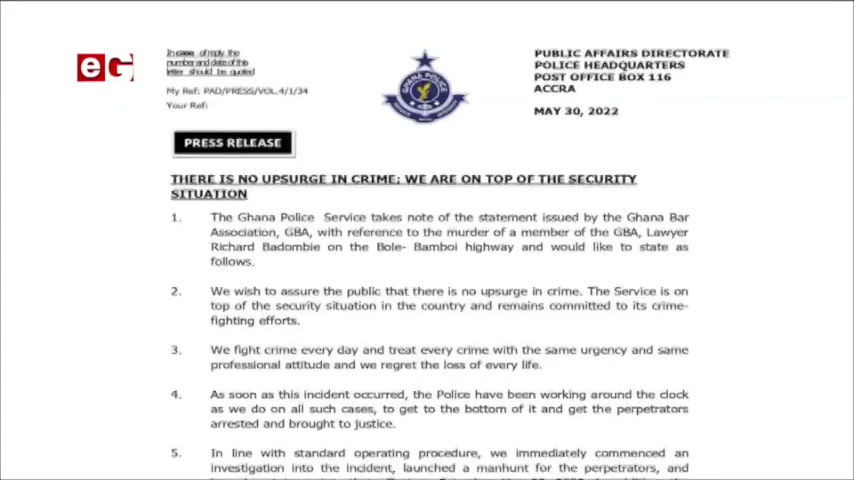 eG
In case of reply the
number and date of this
letter should be quoted
My Ref: PAD/PRESS/VOL.4/1/34
Your Ref:
GHANA POLICE
PUBLIC AFFAIRS DIRECTORATE
POLICE HEADQUARTERS
POST OFFICE BOX 116
ACCRA
MAY 30, 2022
PRESS RELEASE
THERE IS NO UPSURGE IN CRIME; WE ARE ON TOP OF THE SECURITY
SITUATION
1. The Ghana Police Service takes note of the statement issued by the Ghana Bar
Association, GBA, with reference to the murder of a member of the GBA, Lawyer
Richard Badombie on the Bole- Bamboi highway and would like to state as
follows.
2. We wish to assure the public that there is no upsurge in crime. The Service is on
top of the security situation in the country and remains committed to its crime-
fighting efforts.
3. We fight crime every day and treat every crime with the same urgency and same
professional attitude and we regret the loss of every life.
4. As soon as this incident occurred, the Police have been working around the clock
as we do on all such cases, to get to the bottom of it and get the perpetrators
arrested and brought to justice.
5. In line with standard operating procedure, we immediately commenced an
investigation into the incident, launched a manhunt for the perpetrators, and